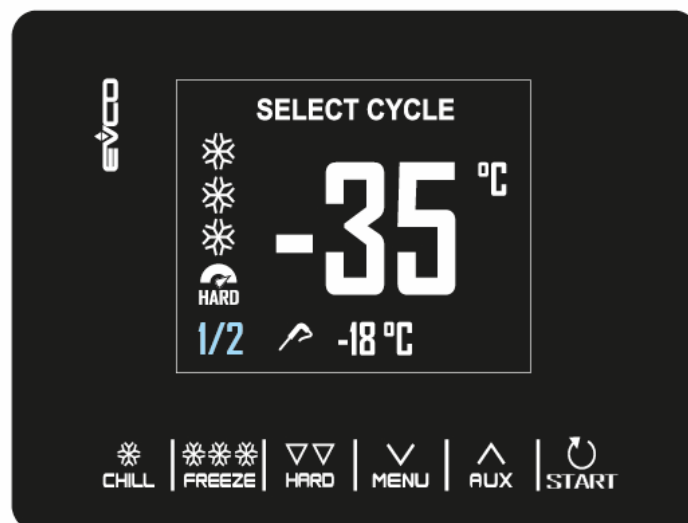 EVCO
SELECT CYCLE
-35 °C
HARD
1/2 -18 °C
CHILL FREEZE HARD MENU AUX START